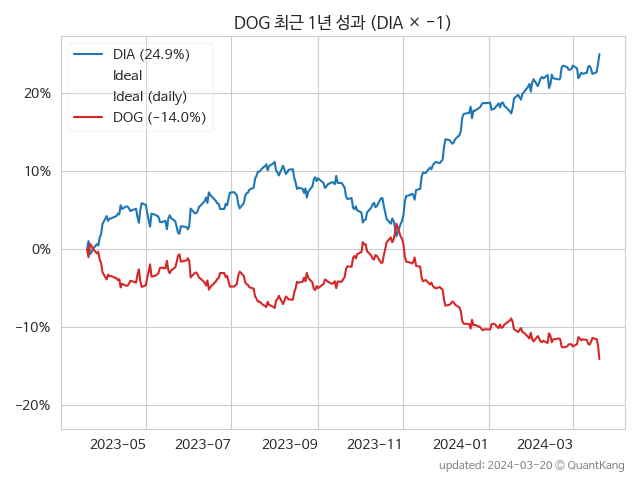 DOG 최근 1년 성과 (DIA × −1)
DIA (24.9%)
Ideal
Ideal (daily)
DOG (−14.0%)
20%
10%
0%
−10%
−20%
2023-05
2023-07
2023-09
2023-11
2024-01
2024-03
updated: 2024-03-20 © QuantKang